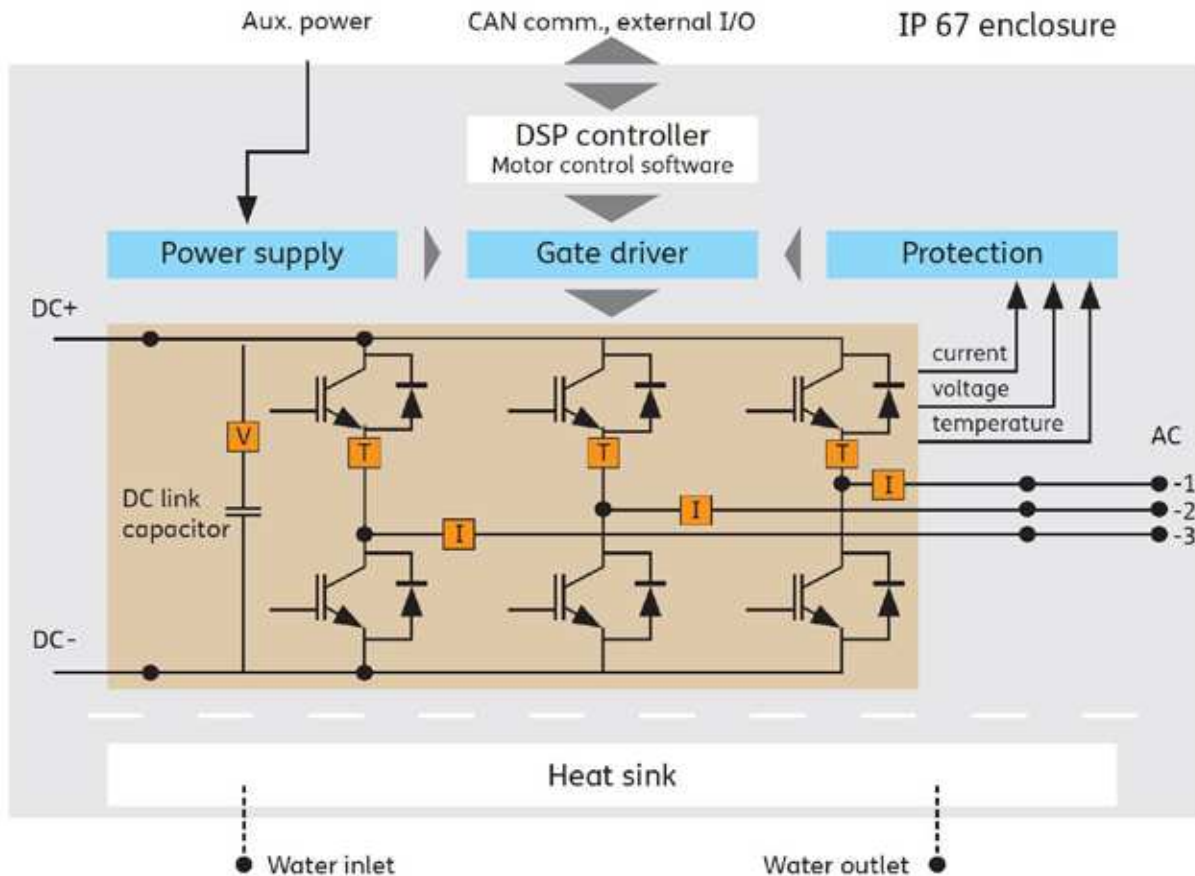 Aux. power
CAN comm., external I/O
IP 67 enclosure
DSP controller
Motor control software
Power supply
Gate driver
Protection
DC+
current
voltage
temperature
V
T
T
T
AC
DC link
capacitor
I
-1
I
-2
I
-3
DC-
Heat sink
Water inlet
Water outlet